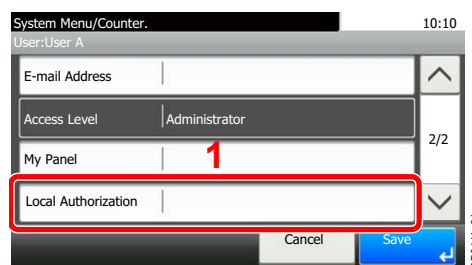 System Menu/Counter. 10:10
User:User A
E-mail Address
Access Level Administrator
2/2
My Panel 1
Local Authorization
Cancel Save